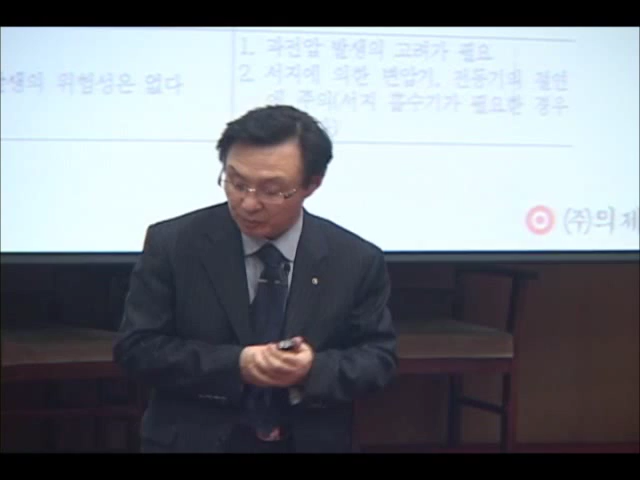 1. 과전압 발생의 고려가 필요
생의 위험성은 없다
2. 서지에 의한 변압기, 전동기의 절연
에 주의(서지 흡수기가 필요한 경우
(주)의제